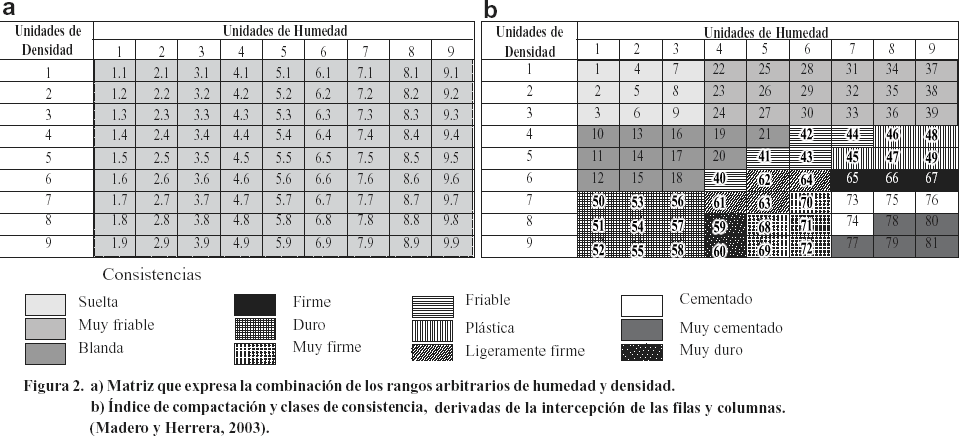 a
Unidades de Densidad Unidades de Humedad
1 2 3 4 5 6 7 8 9
1 1.1 2.1 3.1 4.1 5.1 6.1 7.1 8.1 9.1
2 1.2 2.2 3.2 4.2 5.2 6.2 7.2 8.2 9.2
3 1.3 2.3 3.3 4.3 5.3 6.3 7.3 8.3 9.3
4 1.4 2.4 3.4 4.4 5.4 6.4 7.4 8.4 9.4
5 1.5 2.5 3.5 4.5 5.5 6.5 7.5 8.5 9.5
6 1.6 2.6 3.6 4.6 5.6 6.6 7.6 8.6 9.6
7 1.7 2.7 3.7 4.7 5.7 6.7 7.7 8.7 9.7
8 1.8 2.8 3.8 4.8 5.8 6.8 7.8 8.8 9.8
9 1.9 2.9 3.9 4.9 5.9 6.9 7.9 8.9 9.9
b
Unidades de Densidad Unidades de Humedad
1 2 3 4 5 6 7 8 9
1 1 4 7 22 25 28 31 34 37
2 2 5 8 23 26 29 32 35 38
3 3 6 9 24 27 30 33 36 39
4 10 13 16 19 21 42 44 46 48
5 11 14 17 20 41 43 45 47 49
6 12 15 18 40 62 64 65 66 67
7 50 53 56 61 63 70 73 75 76
8 51 54 57 59 68 71 74 78 80
9 52 55 58 60 69 72 77 79 81
Consistencias
Suelta
Muy friable
Blanda
Firme
Duro
Muy firme
Friable
Plástica
Ligeramente firme
Cementado
Muy cementado
Muy duro
Figura 2. a) Matriz que expresa la combinación de los rangos arbitrarios de humedad y densidad.
b) Índice de compactación y clases de consistencia, derivadas de la intercepción de las filas y columnas.
(Madero y Herrera, 2003).